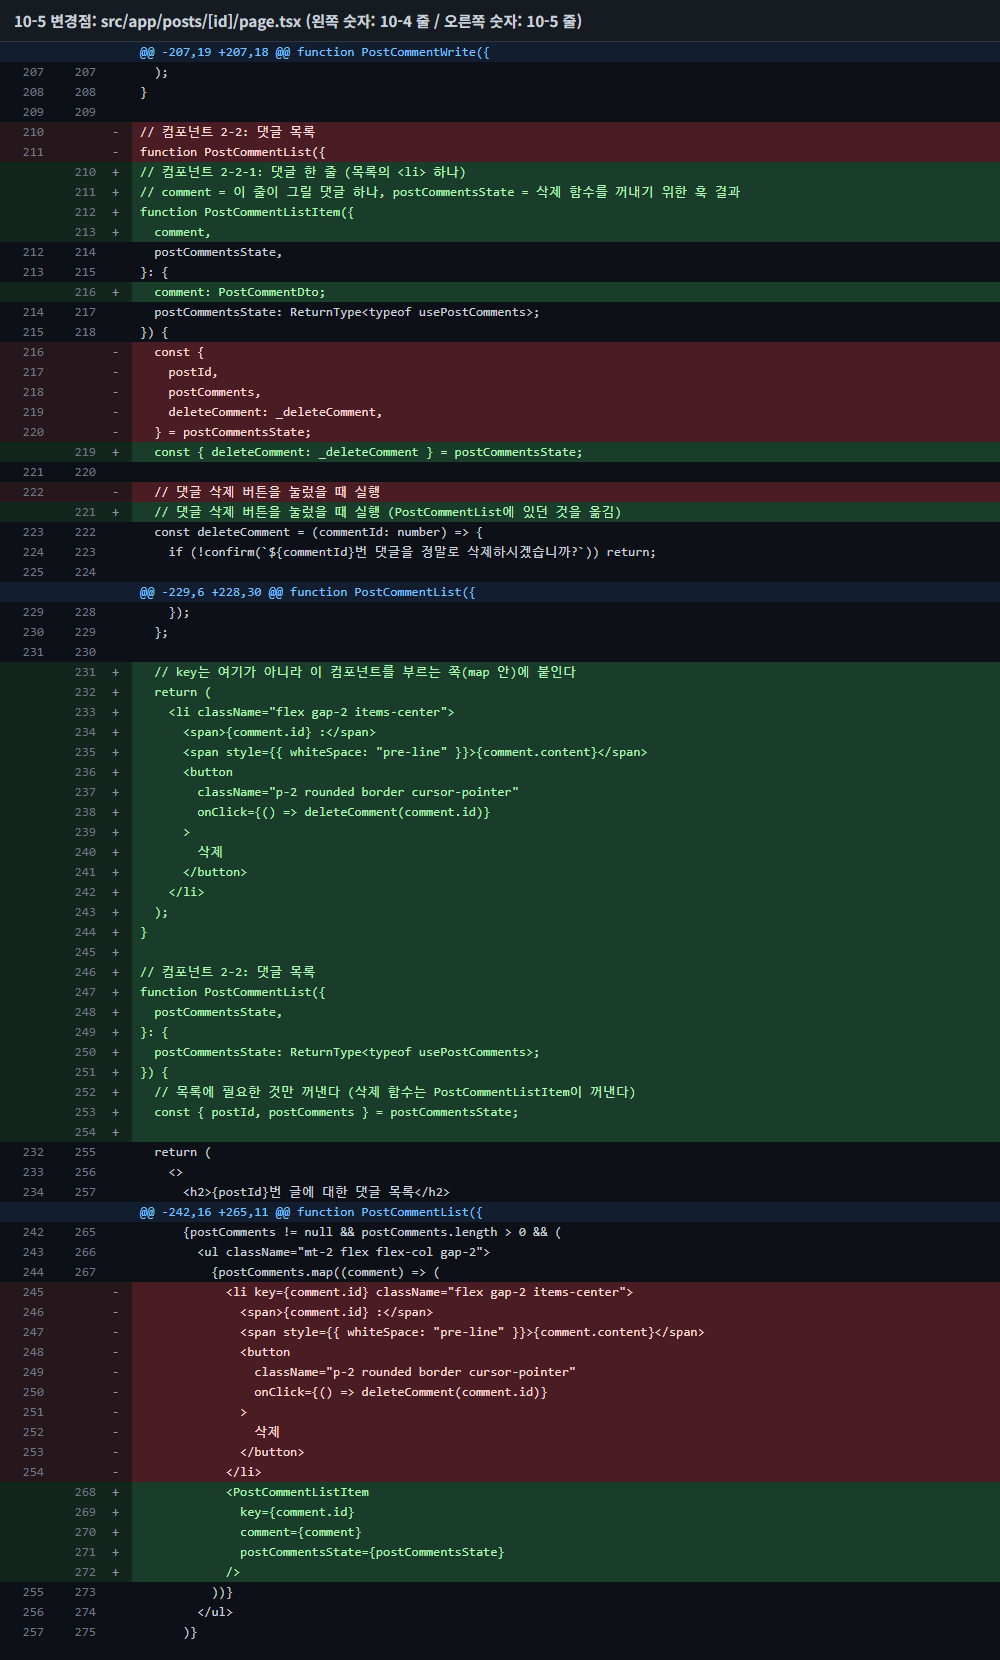 10-5 변경점: src/app/posts/[id]/page.tsx (왼쪽 숫자: 10-4 줄 / 오른쪽 숫자: 10-5 줄)
@@ -207,19 +207,18 @@ function PostCommentWrite({
207 207   );
208 208 }
209 209
210 - // 컴포넌트 2-2: 댓글 목록
211 - function PostCommentList({
210 + // 컴포넌트 2-2-1: 댓글 한 줄 (목록의 <li> 하나)
211 + // comment = 이 줄이 그릴 댓글 하나, postCommentsState = 삭제 함수를 꺼내기 위한 훅 결과
212 + function PostCommentListItem({
213 +   comment,
212 214   postCommentsState,
213 215 }: {
216 +   comment: PostCommentDto;
214 217   postCommentsState: ReturnType<typeof usePostComments>;
215 218 }) {
216 -   const {
217 -     postId,
218 -     postComments,
219 -     deleteComment: _deleteComment,
220 -   } = postCommentsState;
219 +   const { deleteComment: _deleteComment } = postCommentsState;
221 220
222 -   // 댓글 삭제 버튼을 눌렀을 때 실행
221 +   // 댓글 삭제 버튼을 눌렀을 때 실행 (PostCommentList에 있던 것을 옮김)
223 222   const deleteComment = (commentId: number) => {
224 223     if (!confirm(`${commentId}번 댓글을 정말로 삭제하시겠습니까?`)) return;
225 224
@@ -229,6 +228,30 @@ function PostCommentList({
229 228     });
230 229   };
231 230
231 +   // key는 여기가 아니라 이 컴포넌트를 부르는 쪽(map 안)에 붙인다
232 +   return (
233 +     <li className="flex gap-2 items-center">
234 +       <span>{comment.id} :</span>
235 +       <span style={{ whiteSpace: "pre-line" }}>{comment.content}</span>
236 +       <button
237 +         className="p-2 rounded border cursor-pointer"
238 +         onClick={() => deleteComment(comment.id)}
239 +       >
240 +         삭제
241 +       </button>
242 +     </li>
243 +   );
244 + }
245 +
246 + // 컴포넌트 2-2: 댓글 목록
247 + function PostCommentList({
248 +   postCommentsState,
249 + }: {
250 +   postCommentsState: ReturnType<typeof usePostComments>;
251 + }) {
252 +   // 목록에 필요한 것만 꺼낸다 (삭제 함수는 PostCommentListItem이 꺼낸다)
253 +   const { postId, postComments } = postCommentsState;
254 +
232 255   return (
233 256     <>
234 257       <h2>{postId}번 글에 대한 댓글 목록</h2>
@@ -242,16 +265,11 @@ function PostCommentList({
242 265       {postComments != null && postComments.length > 0 && (
243 266         <ul className="mt-2 flex flex-col gap-2">
244 267           {postComments.map((comment) => (
245 -             <li key={comment.id} className="flex gap-2 items-center">
246 -               <span>{comment.id} :</span>
247 -               <span style={{ whiteSpace: "pre-line" }}>{comment.content}</span>
248 -               <button
249 -                 className="p-2 rounded border cursor-pointer"
250 -                 onClick={() => deleteComment(comment.id)}
251 -               >
252 -                 삭제
253 -               </button>
254 -             </li>
268 +             <PostCommentListItem
269 +               key={comment.id}
270 +               comment={comment}
271 +               postCommentsState={postCommentsState}
272 +             />
255 273           ))}
256 274         </ul>
257 275       )}